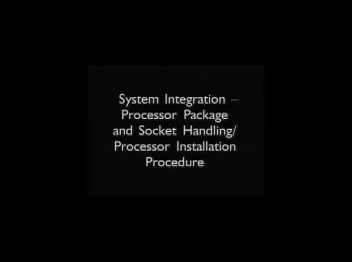 System Integration –
Processor Package
and Socket Handling/
Processor Installation
Procedure